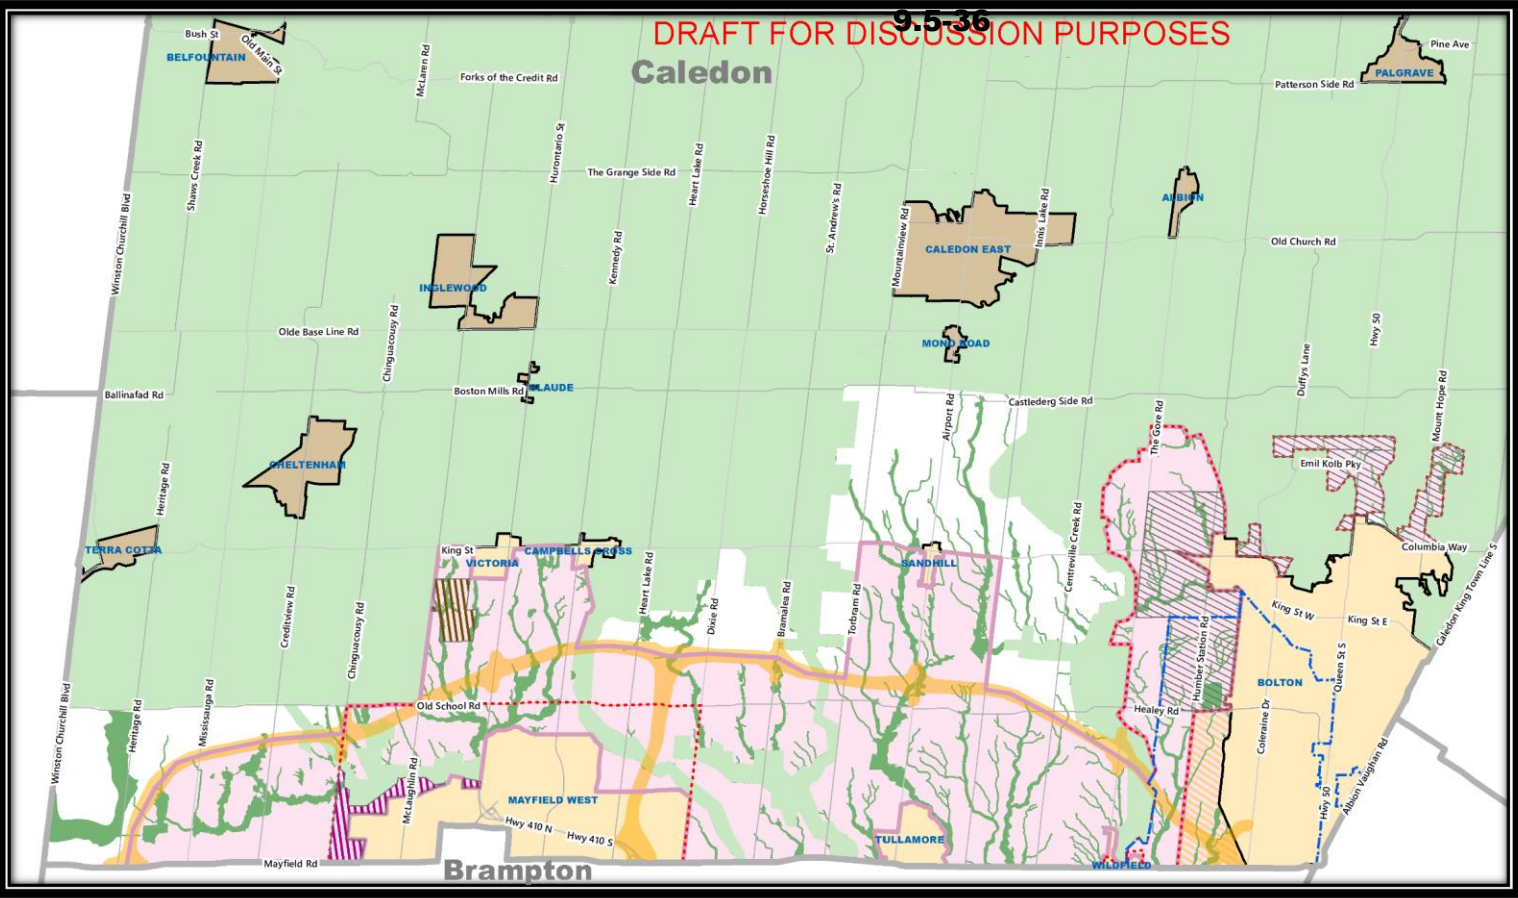 9.5-36
DRAFT FOR DISCUSSION PURPOSES
Bush St
Old Main St
BELFOUNTAIN
McLaren Rd
Forks of the Credit Rd
Caledon
Pine Ave
PALGRAVE
Patterson Side Rd
Shaws Creek Rd
Hurontario St
The Grange Side Rd
Heart Lake Rd
Horseshoe Hill Rd
St. Andrew's Rd
Mountainview Rd
Innis Lake Rd
ALBION
Winston Churchill Blvd
Kennedy Rd
CALEDON EAST
Old Church Rd
INGLEWOOD
Olde Base Line Rd
Chinguacousy Rd
MONO ROAD
Hwy 50
Duffys Lane
Ballinafad Rd
Boston Mills Rd
CLAUDE
Castlederg Side Rd
Airport Rd
The Gore Rd
Mount Hope Rd
CHELTENHAM
Emil Kolb Pky
Heritage Rd
TERRA COTTA
King St
VICTORIA
CAMPBELLS CROSS
SANDHILL
Centreville Creek Rd
Columbia Way
Caledon King Town Line S
Creditview Rd
Chinguacousy Rd
Heart Lake Rd
Dixie Rd
Bramalea Rd
Torbram Rd
King St W
King St E
Humber Station Rd
Queen St S
BOLTON
Winston Churchill Blvd
Heritage Rd
Mississauga Rd
Old School Rd
Healey Rd
Coleraine Dr
McLaughlin Rd
MAYFIELD WEST
Hwy 410 N
Hwy 410 S
TULLAMORE
Hwy 50
Albion Vaughan Rd
Mayfield Rd
WILDFIELD
Brampton